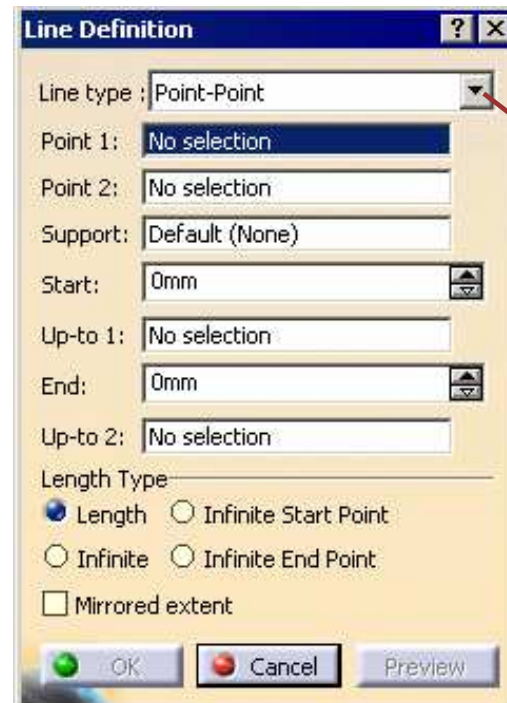 Line Definition ? X
Line type : Point-Point
Point 1: No selection
Point 2: No selection
Support: Default (None)
Start: 0mm
Up-to 1: No selection
End: 0mm
Up-to 2: No selection
Length Type
Length Infinite Start Point
Infinite Infinite End Point
Mirrored extent
OK Cancel Preview